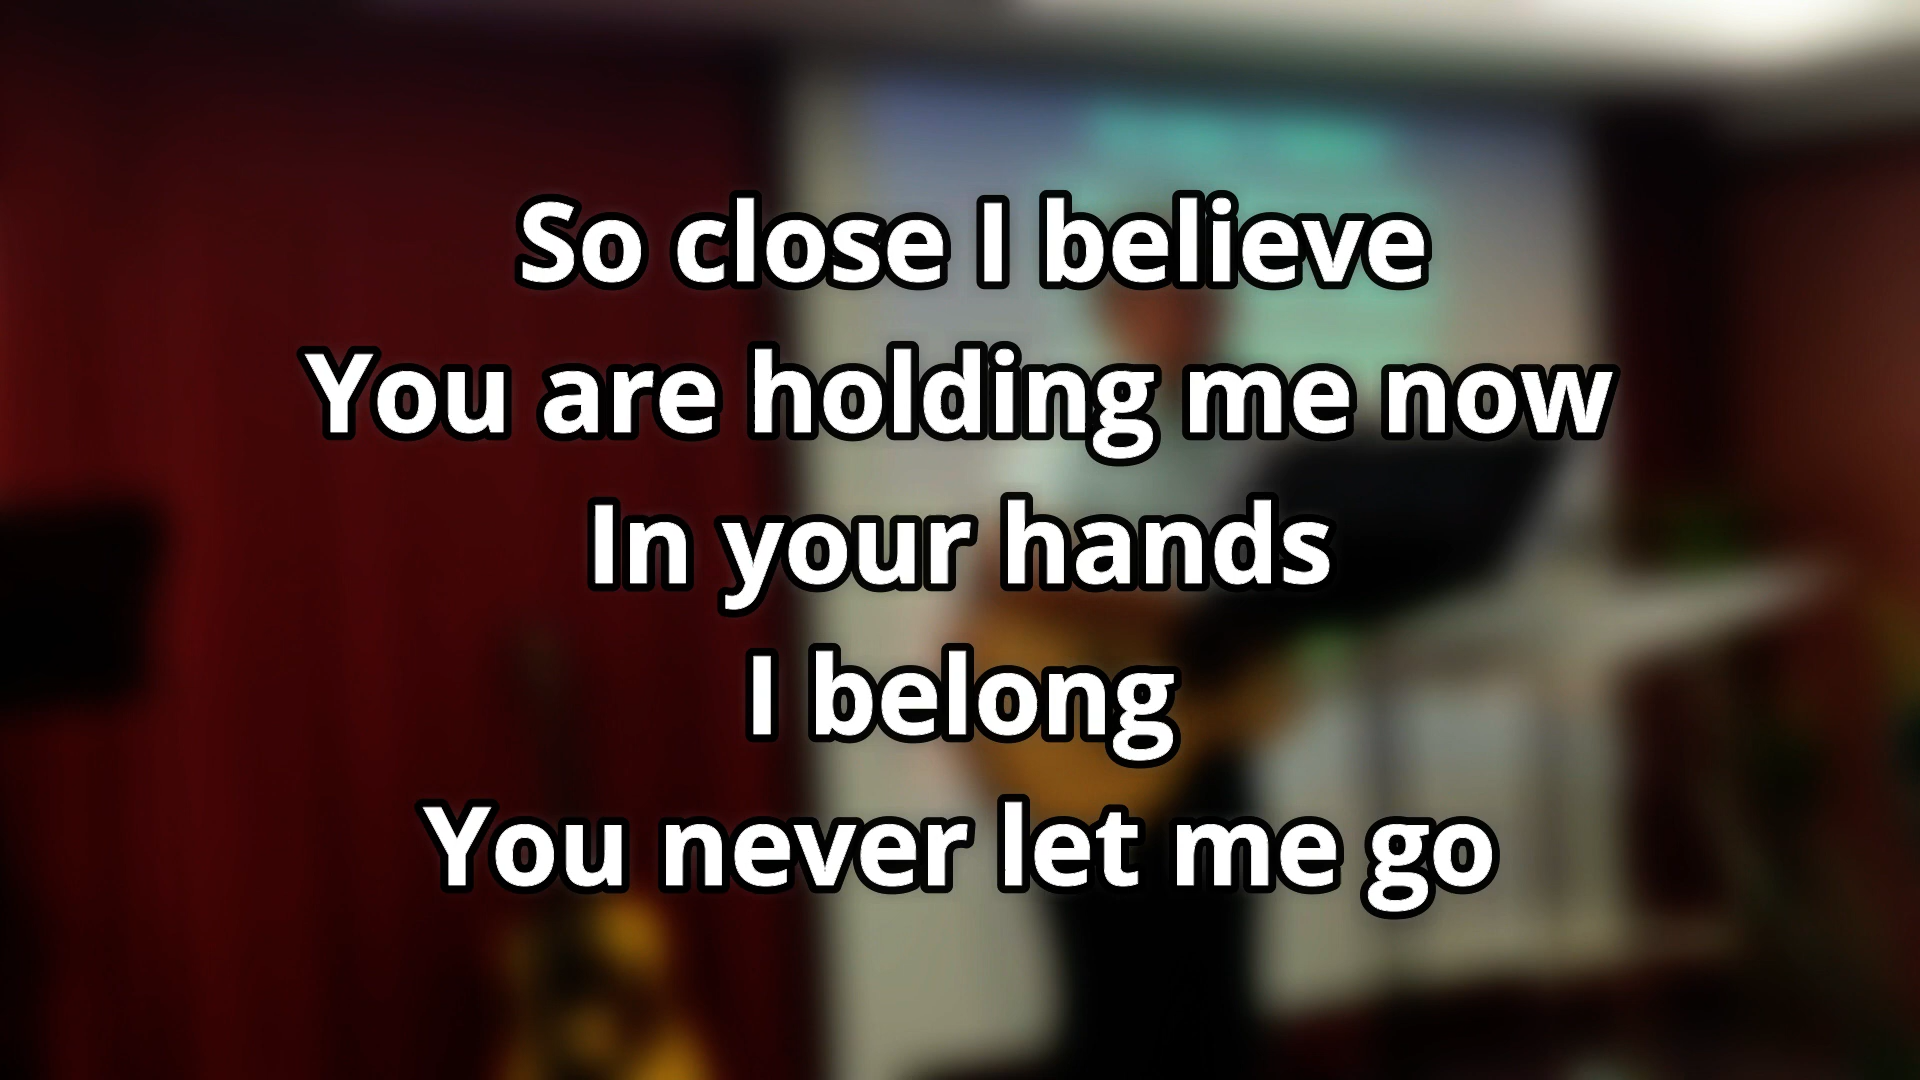 So close I believe
You are holding me now
In your hands
I belong
You never let me go